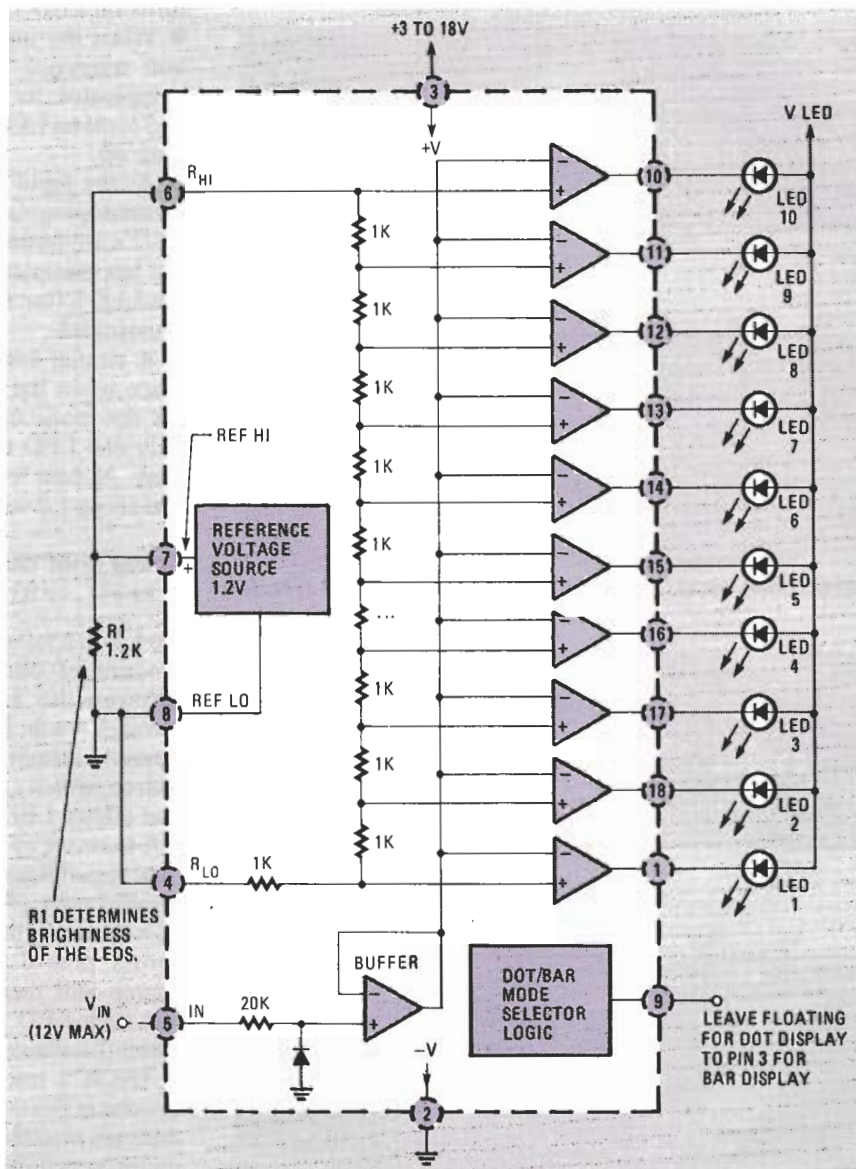 +3 TO 18V
3
+V
V LED
6
R HI
1K
1K
1K
1K
1K
1K
...
1K
1K
1K
10
LED
10
11
LED
9
12
LED
8
13
LED
7
14
LED
6
15
LED
5
16
LED
4
17
LED
3
18
LED
2
1
LED
1
REF HI
7
+
REFERENCE
VOLTAGE
SOURCE
1.2V
R1
1.2K
8
REF LO
4
R LO
1K
R1 DETERMINES
BRIGHTNESS
OF THE LEDS.
VIN
(12V MAX)
5
IN
20K
BUFFER
-
+
-V
2
DOT/BAR
MODE
SELECTOR
LOGIC
9
LEAVE FLOATING
FOR DOT DISPLAY
TO PIN 3 FOR
BAR DISPLAY